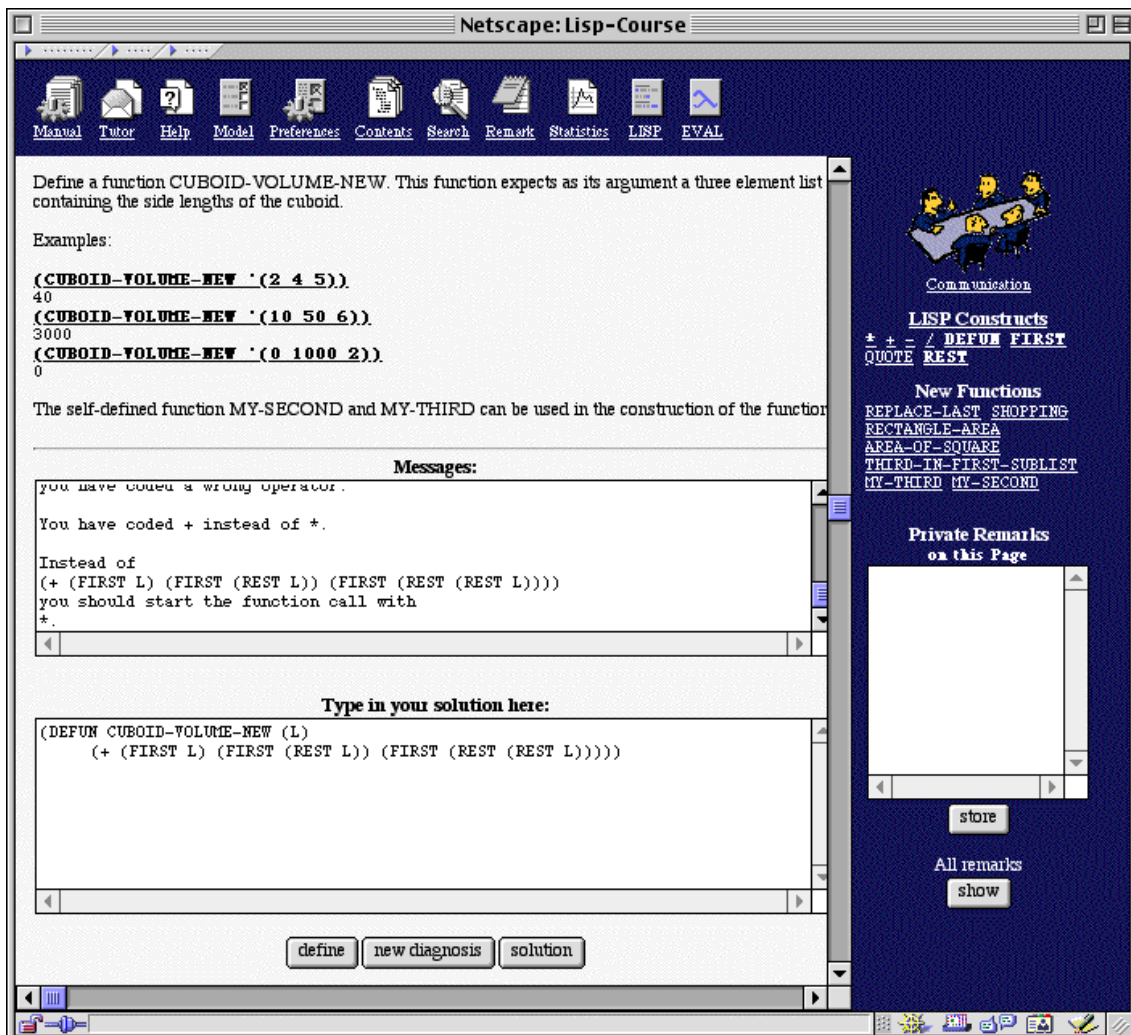 Netscape: Lisp-Course
Manual Tutor Help Model Preferences Contents Search Remark Statistics LISP EVAL
Define a function CUBOID-VOLUME-NEW. This function expects as its argument a three element list
containing the side lengths of the cuboid.
Examples:
(CUBOID-VOLUME-NEW '(2 4 5))
40
(CUBOID-VOLUME-NEW '(10 50 6))
3000
(CUBOID-VOLUME-NEW '(0 1000 2))
0
The self-defined function MY-SECOND and MY-THIRD can be used in the construction of the function
Messages:
you have coded a wrong operator.
You have coded + instead of *.
Instead of
(+ (FIRST L) (FIRST (REST L)) (FIRST (REST (REST L))))
you should start the function call with
*.
Type in your solution here:
(DEFUN CUBOID-VOLUME-NEW (L)
(+ (FIRST L) (FIRST (REST L)) (FIRST (REST (REST L)))))
define new diagnosis solution
Communication
LISP Constructs
* + - / DEFUN FIRST
QUOTE REST
New Functions
REPLACE-LAST SHOPPING
RECTANGLE-AREA
AREA-OF-SQUARE
THIRD-IN-FIRST-SUBLIST
MY-THIRD MY-SECOND
Private Remarks
on this Page
store
All remarks
show